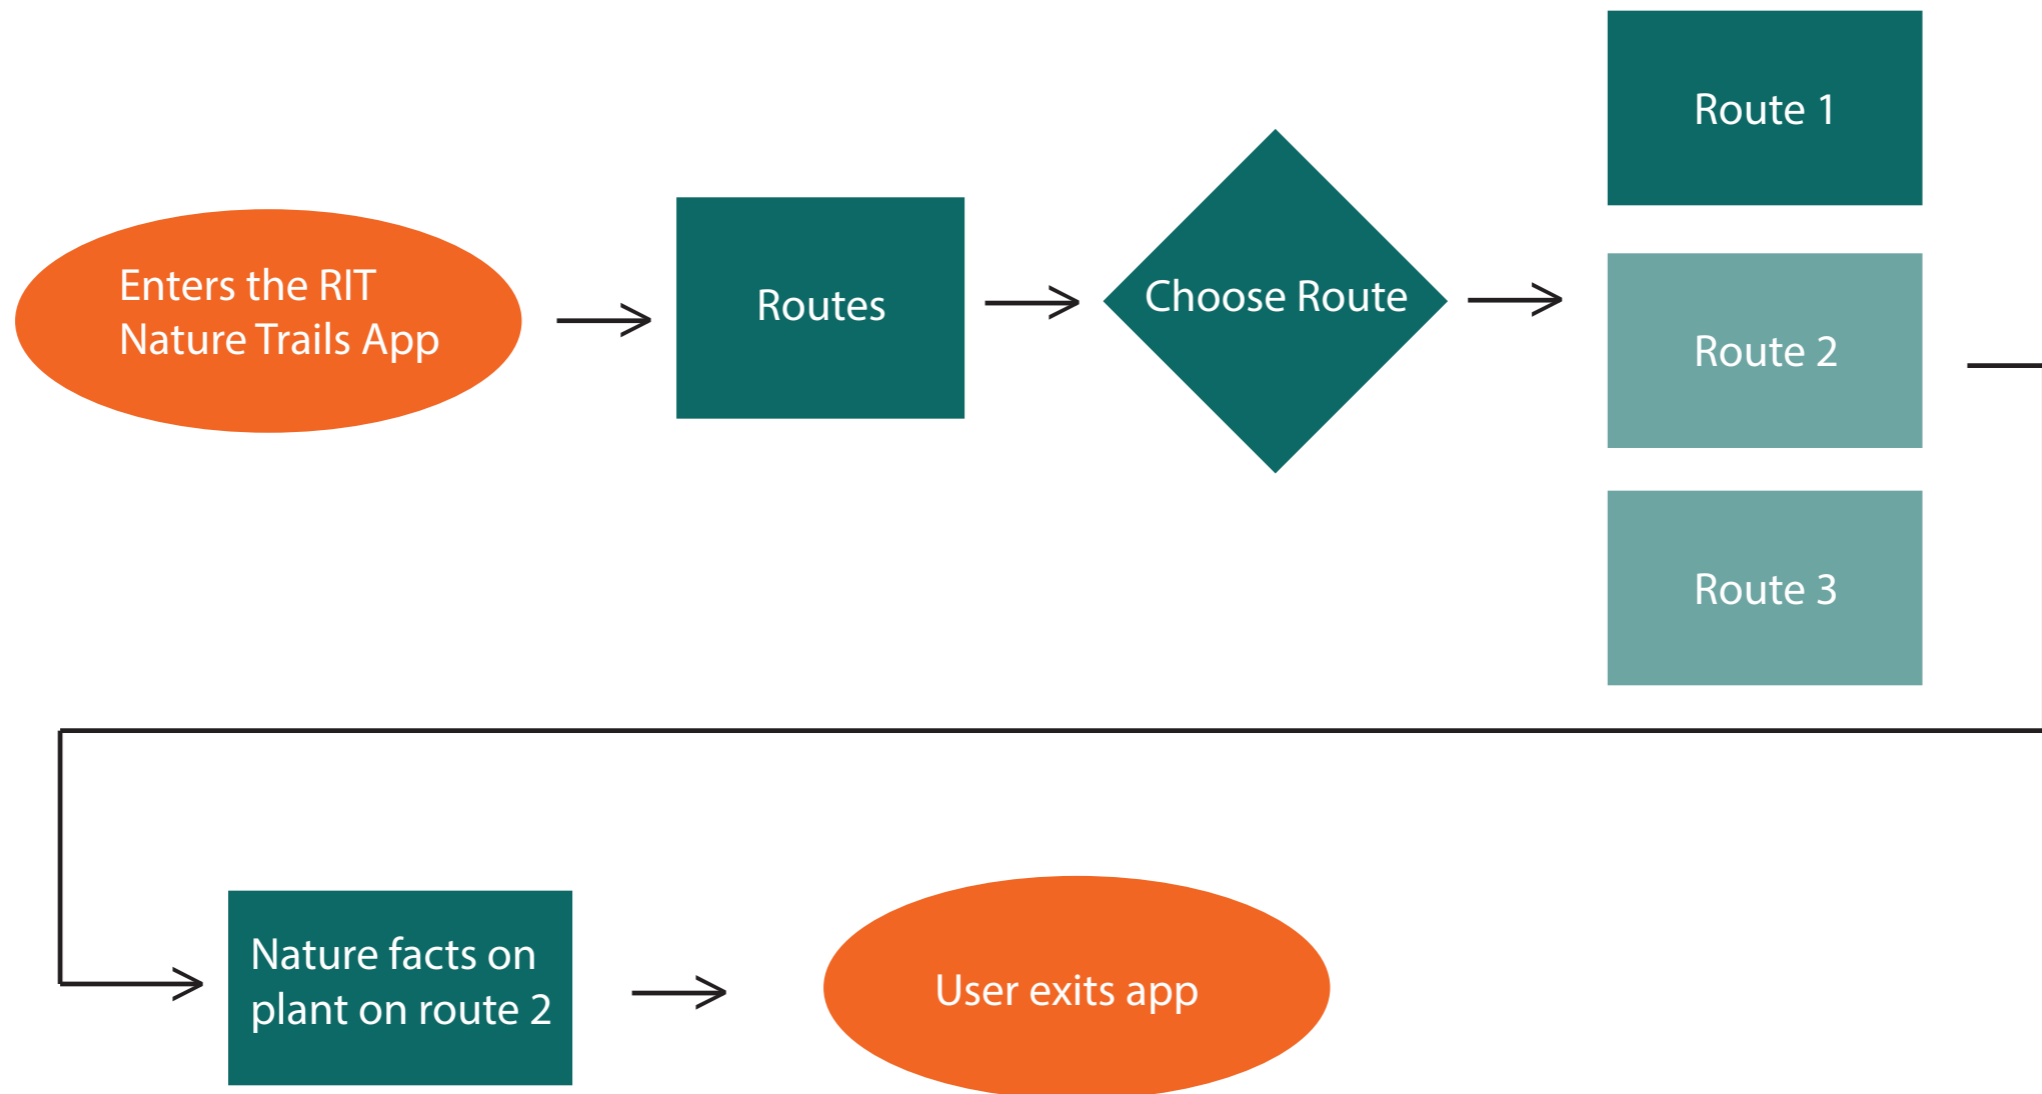 Enters the RIT
Nature Trails App
Routes
Choose Route
Route 1
Route 2
Route 3
Nature facts on
plant on route 2
User exits app